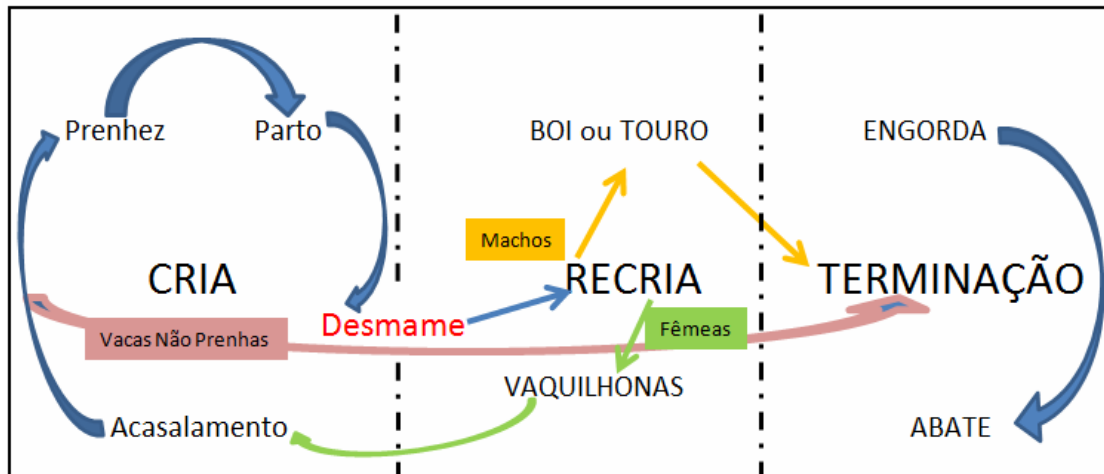 Prenhez
Parto
CRIA
Desmame
Vacas Não Prenhas
Acasalamento
BOI ou TOURO
Machos
RECRIA
Fêmeas
VAQUILHONAS
ENGORDA
TERMINAÇÃO
ABATE